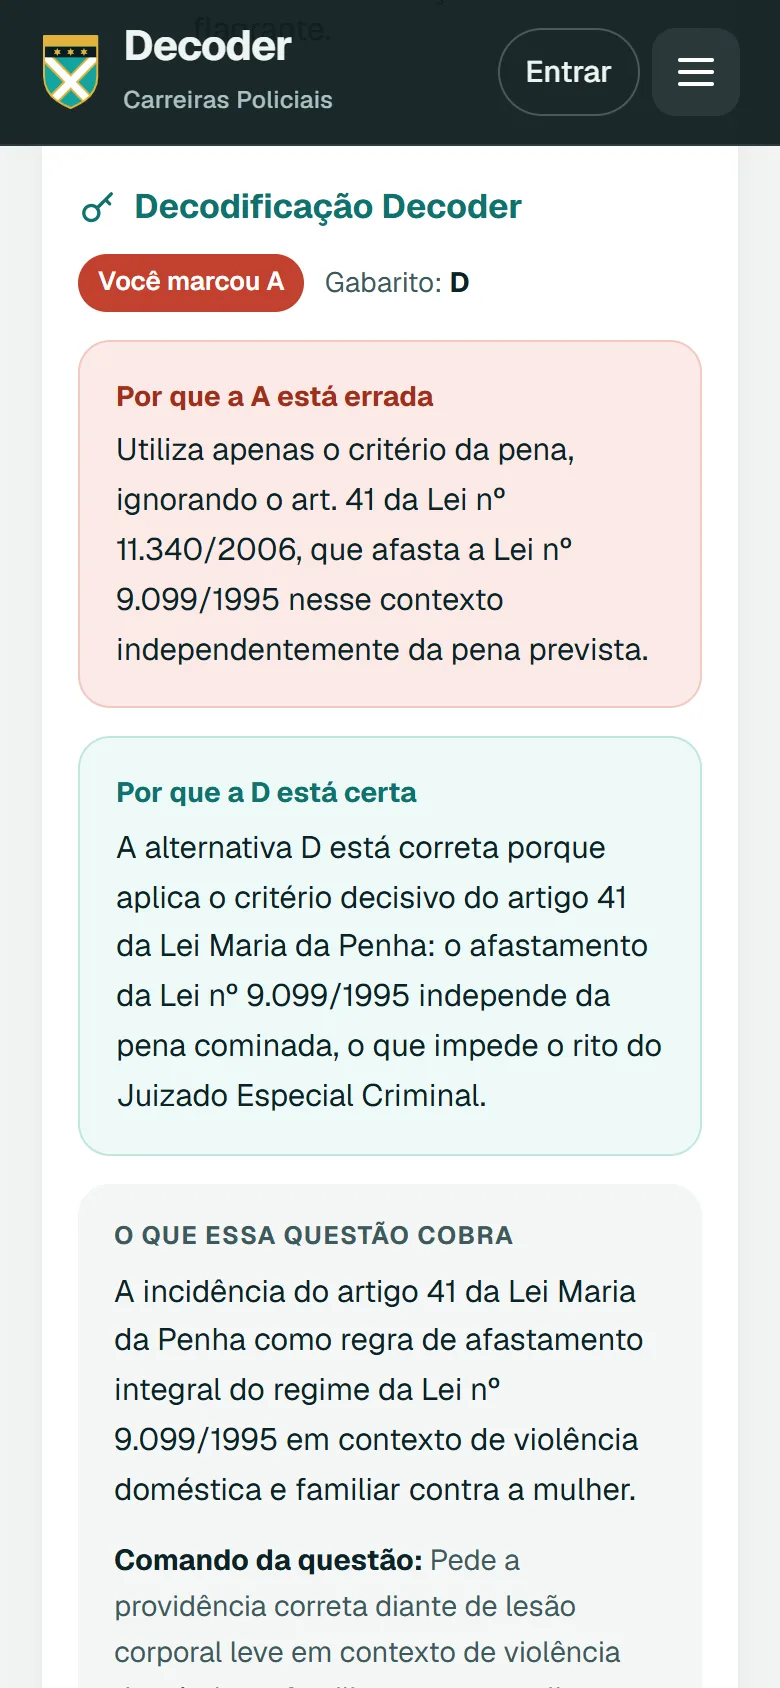 flagrante.
Decoder
Carreiras Policiais
Entrar
Decodificação Decoder
Você marcou A
Gabarito: D
Por que a A está errada
Utiliza apenas o critério da pena,
ignorando o art. 41 da Lei nº
11.340/2006, que afasta a Lei nº
9.099/1995 nesse contexto
independentemente da pena prevista.
Por que a D está certa
A alternativa D está correta porque
aplica o critério decisivo do artigo 41
da Lei Maria da Penha: o afastamento
da Lei nº 9.099/1995 independe da
pena cominada, o que impede o rito do
Juizado Especial Criminal.
O QUE ESSA QUESTÃO COBRA
A incidência do artigo 41 da Lei Maria
da Penha como regra de afastamento
integral do regime da Lei nº
9.099/1995 em contexto de violência
doméstica e familiar contra a mulher.
Comando da questão: Pede a
providência correta diante de lesão
corporal leve em contexto de violência